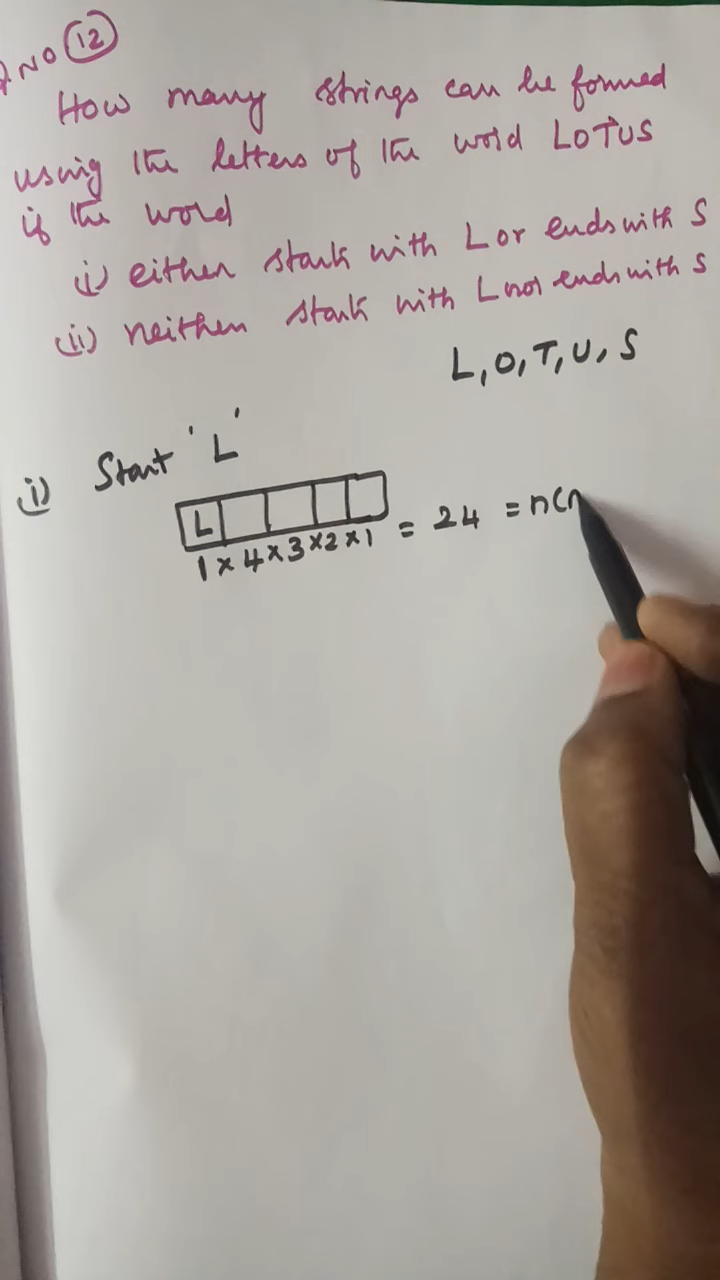 Q NO 12
How many strings can be formed
using the letters of the word LOTUS
if the word
(i) either starts with L or ends with S
(ii) neither starts with L nor ends with S
L, O, T, U, S
(i) Start 'L'
L
1 × 4 × 3 × 2 × 1 = 24 = n(